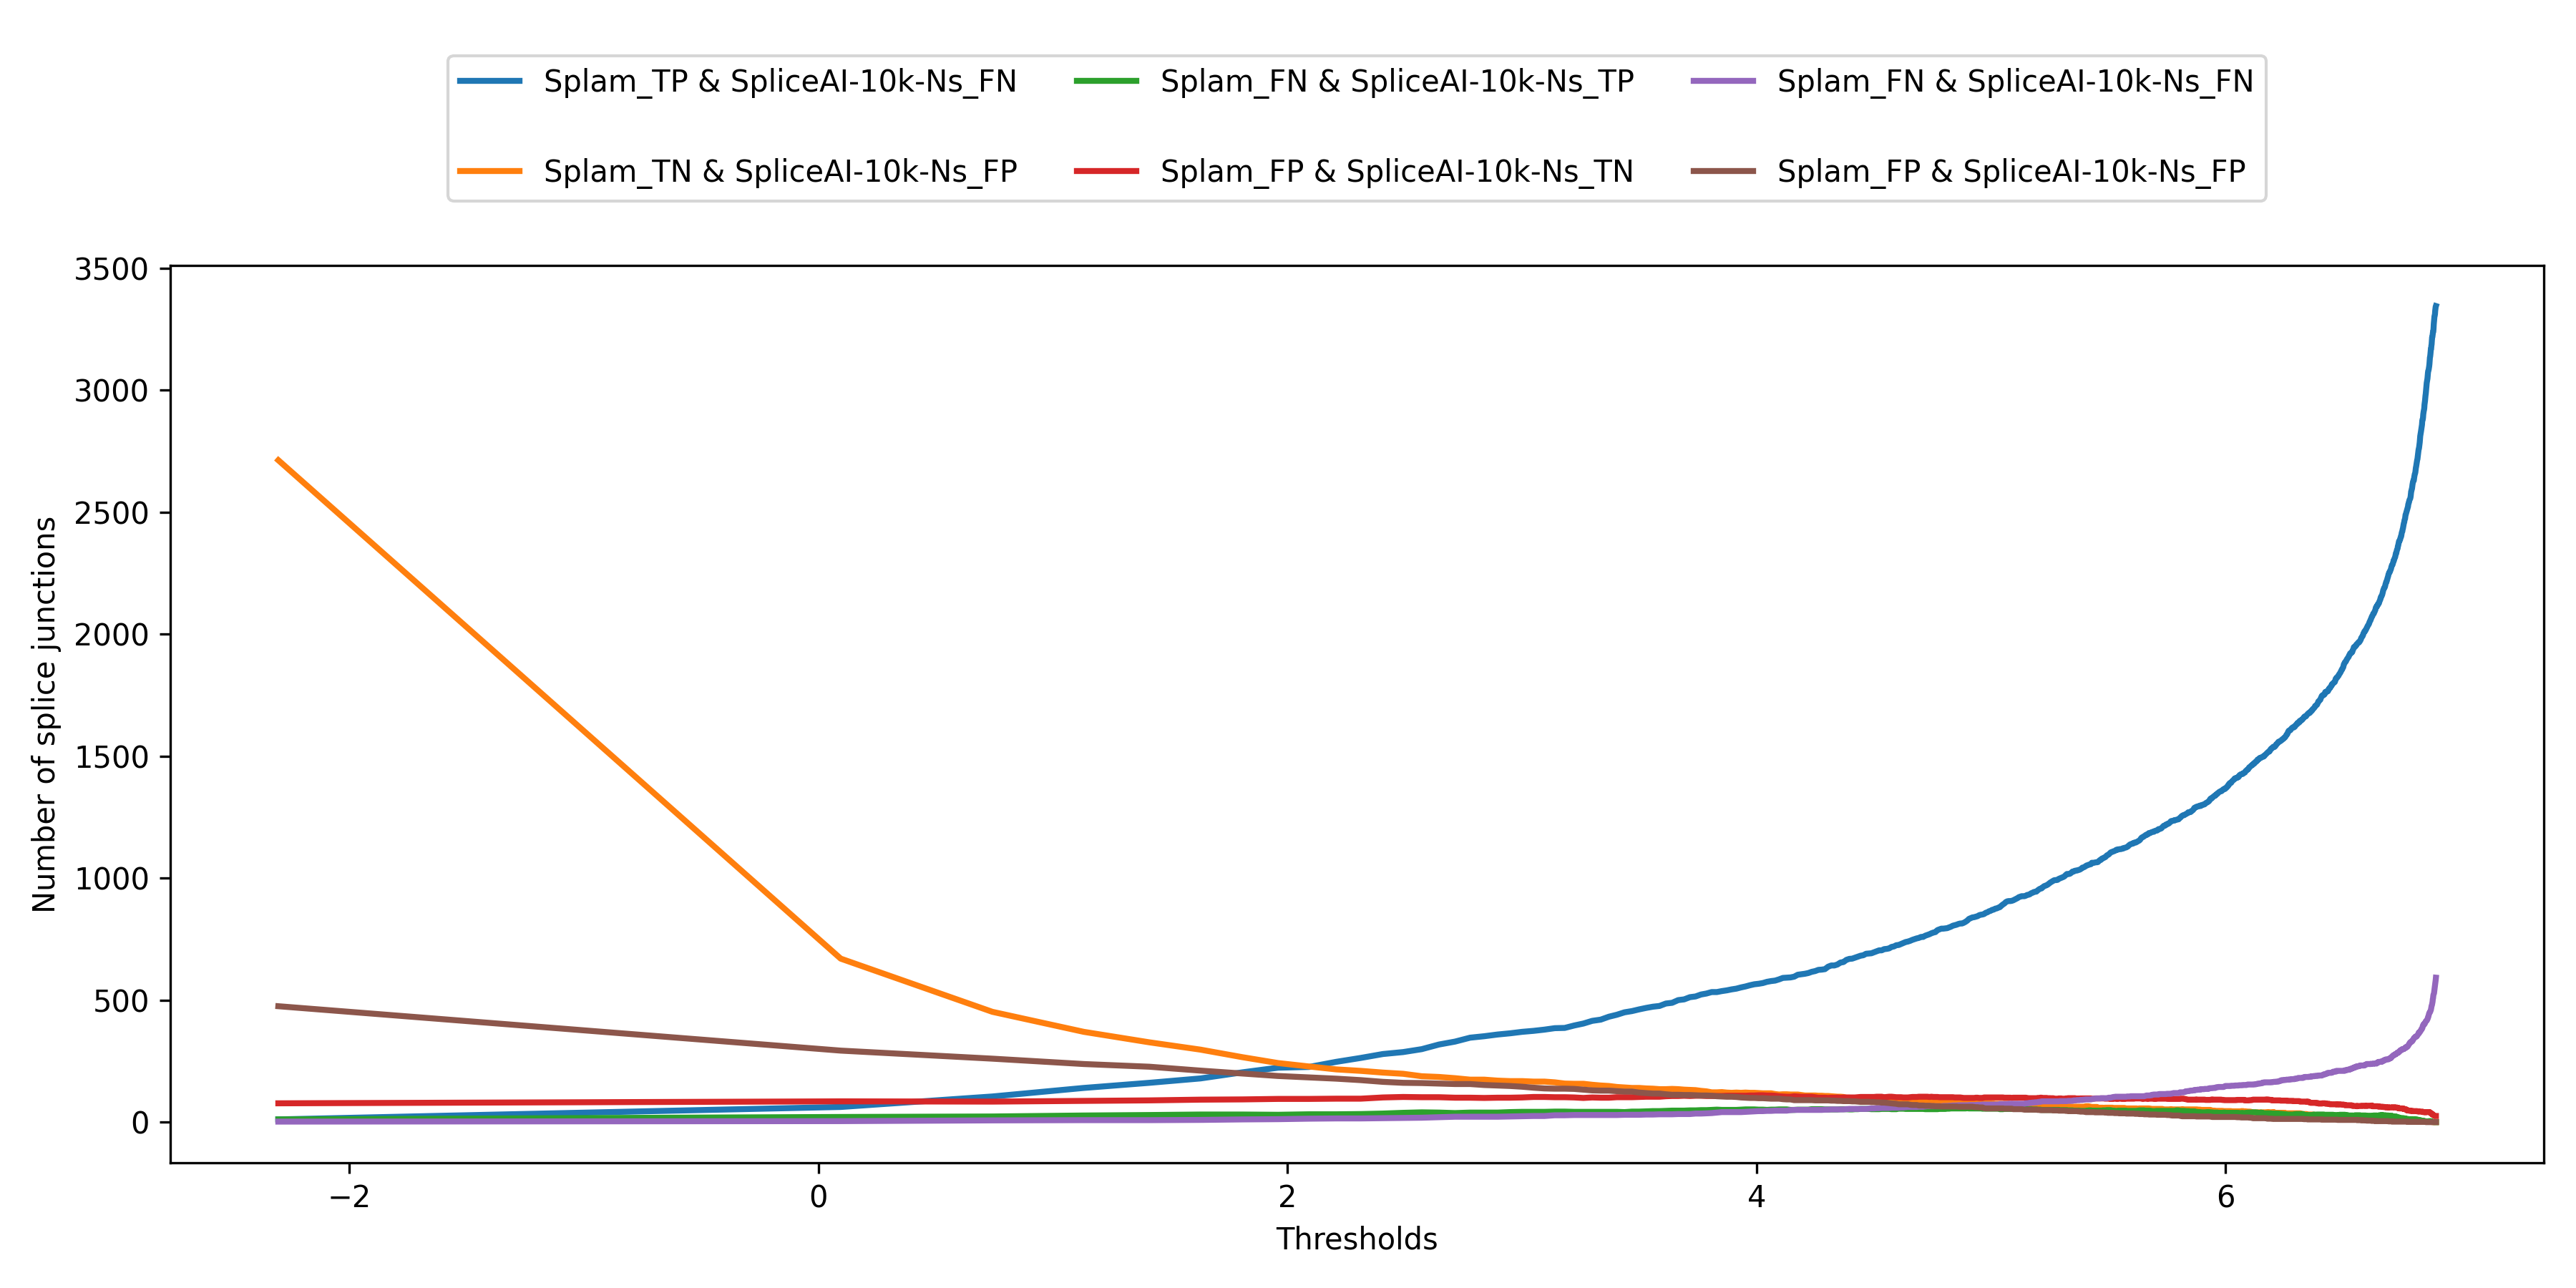 Splam_TP & SpliceAI-10k-Ns_FN
Splam_FN & SpliceAI-10k-Ns_TP
Splam_FN & SpliceAI-10k-Ns_FN
Splam_TN & SpliceAI-10k-Ns_FP
Splam_FP & SpliceAI-10k-Ns_TN
Splam_FP & SpliceAI-10k-Ns_FP
3500
3000
2500
2000
1500
1000
500
0
Number of splice junctions
−2
0
2
4
6
Thresholds